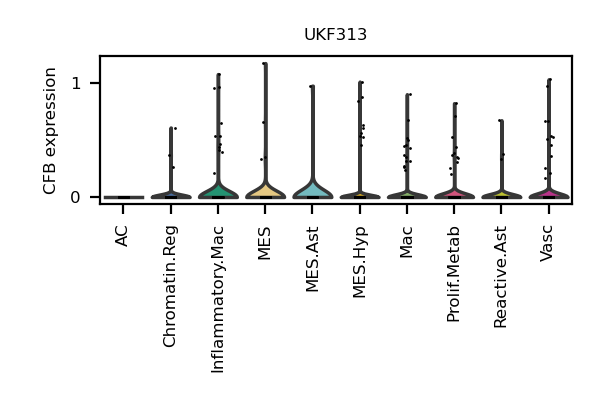 UKF313
CFB expression
1
0
AC
Chromatin.Reg
Inflammatory.Mac
MES
MES.Ast
MES.Hyp
Mac
Prolif.Metab
Reactive.Ast
Vasc